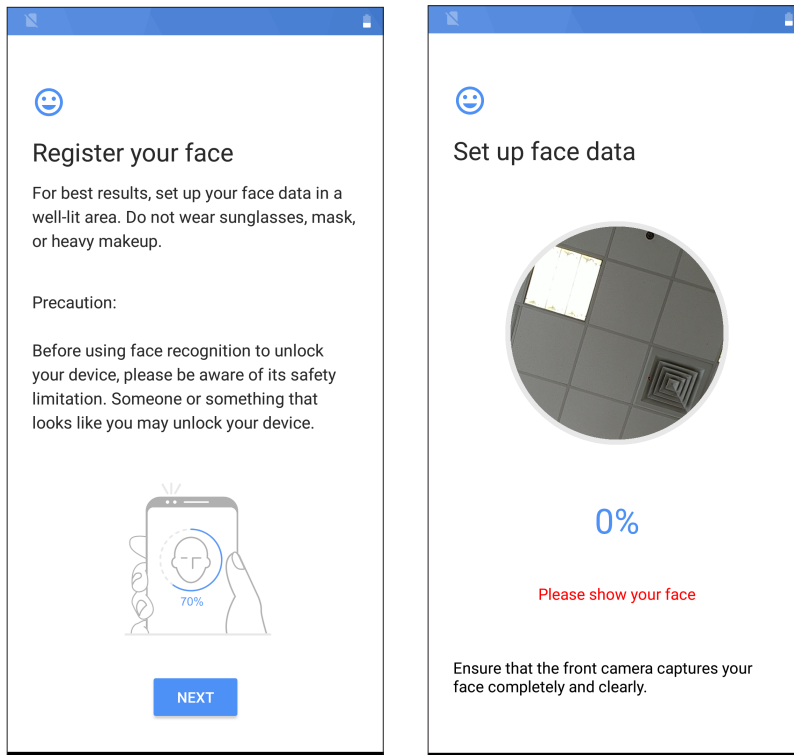 Register your face
For best results, set up your face data in a
well-lit area. Do not wear sunglasses, mask,
or heavy makeup.
Precaution:
Before using face recognition to unlock
your device, please be aware of its safety
limitation. Someone or something that
looks like you may unlock your device.
70%
NEXT
Set up face data
0%
Please show your face
Ensure that the front camera captures your
face completely and clearly.